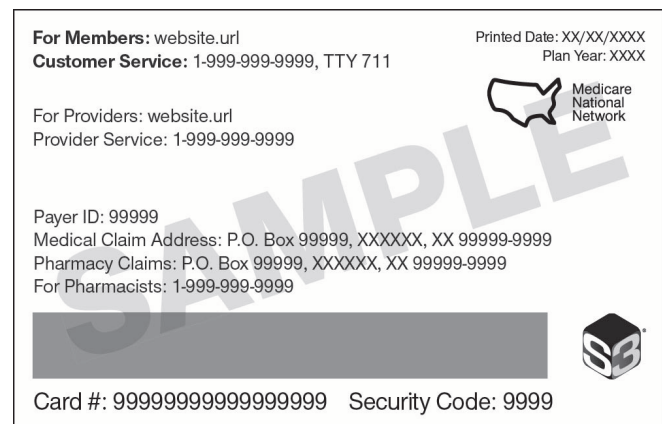 For Members: website.url
Customer Service: 1-999-999-9999, TTY 711
Printed Date: XX/XX/XXXX
Plan Year: XXXX
Medicare
National
Network
For Providers: website.url
Provider Service: 1-999-999-9999
SAMPLE
Payer ID: 99999
Medical Claim Address: P.O. Box 99999, XXXXXX, XX 99999-9999
Pharmacy Claims: P.O. Box 99999, XXXXXX, XX 99999-9999
For Pharmacists: 1-999-999-9999
S3
Card #: 99999999999999999 Security Code: 9999